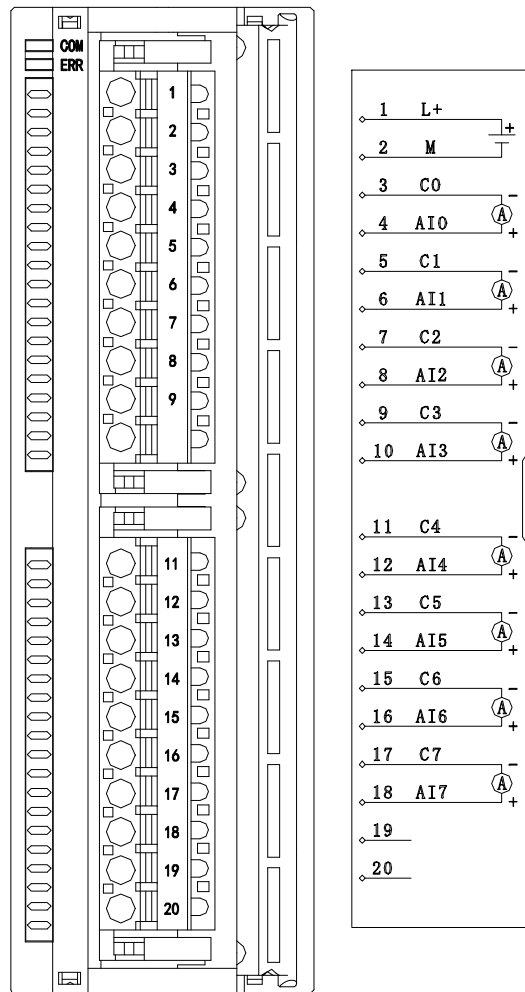 COM
ERR
1
2
3
4
5
6
7
8
9
11
12
13
14
15
16
17
18
19
20
1 L+
+
2 M
3 C0
−
A
4 AI0
+
5 C1
−
A
6 AI1
+
7 C2
−
A
8 AI2
+
9 C3
−
A
10 AI3
+
11 C4
−
A
12 AI4
+
13 C5
−
A
14 AI5
+
15 C6
−
A
16 AI6
+
17 C7
−
A
18 AI7
+
19
20